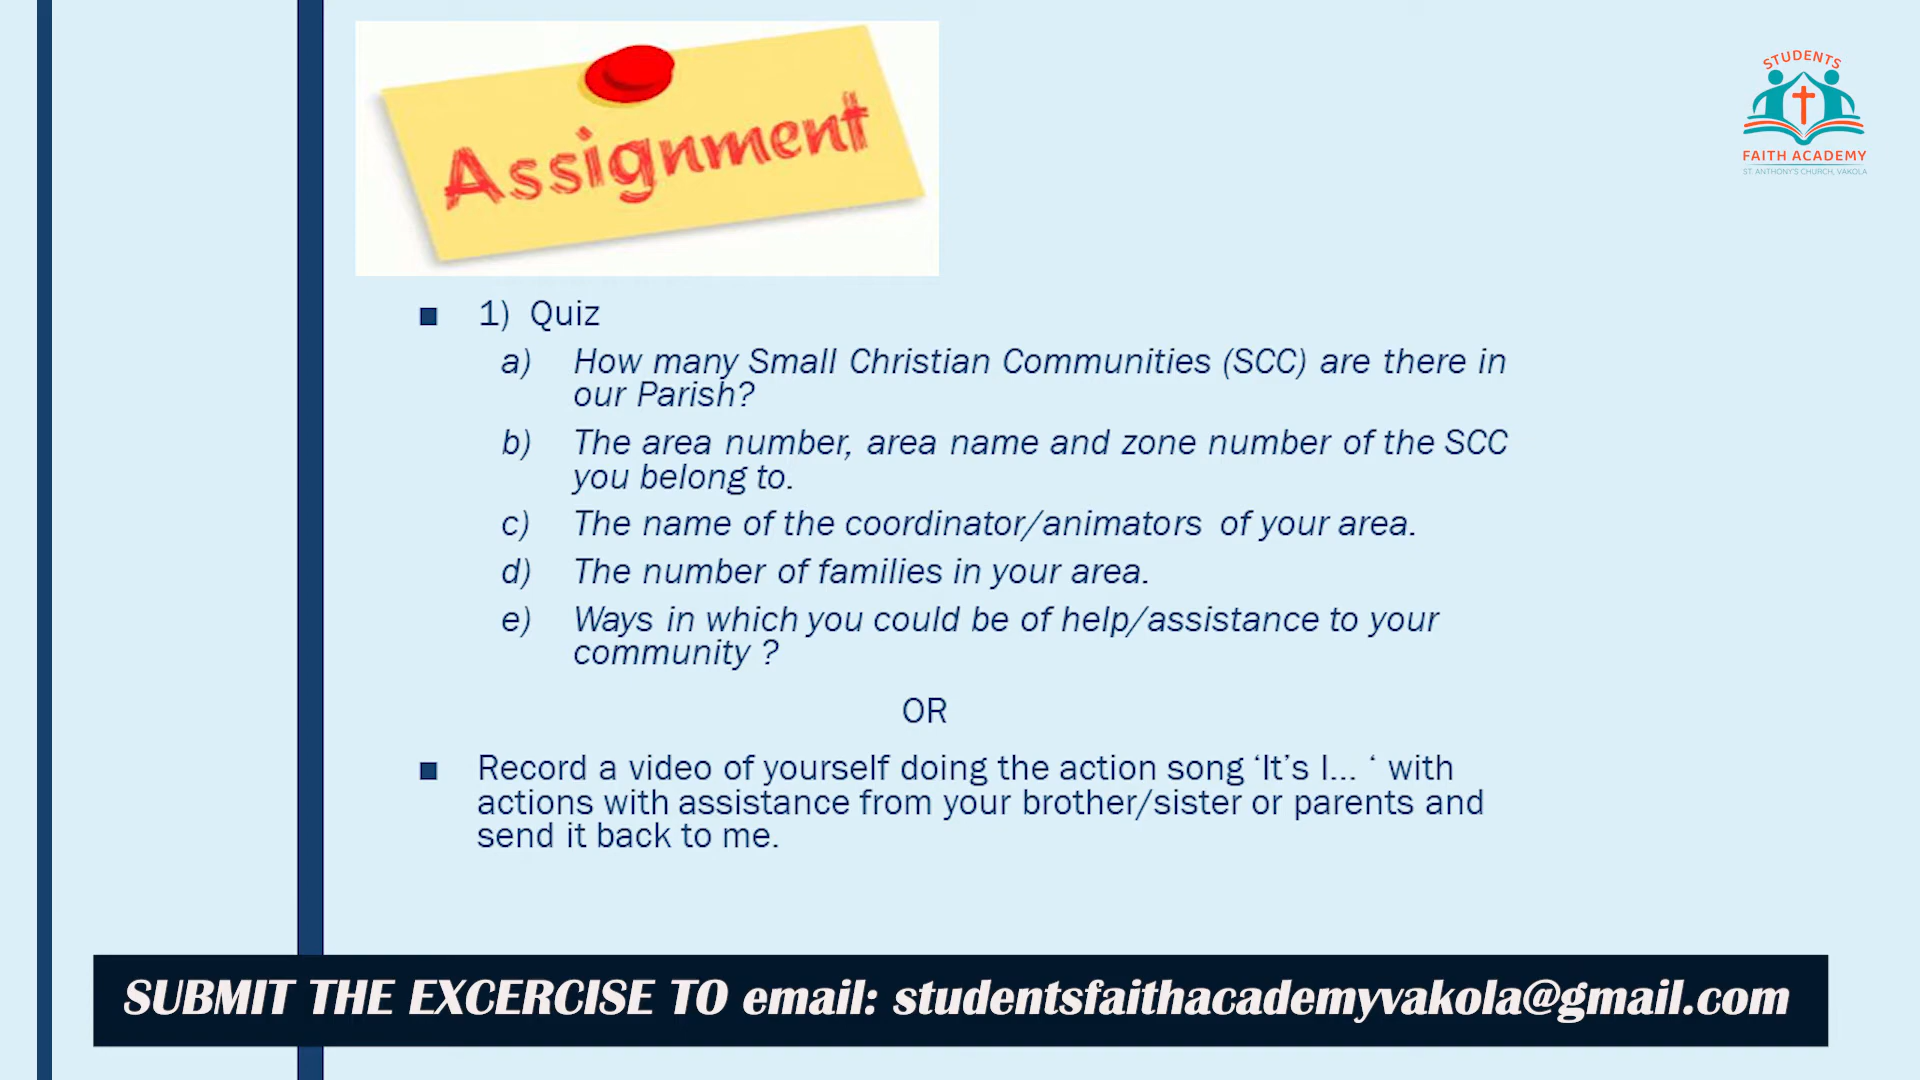 Assignment
STUDENTS
FAITH ACADEMY
ST. ANTHONY'S CHURCH, VAKOLA
■ 1) Quiz
a) How many Small Christian Communities (SCC) are there in
our Parish?
b) The area number, area name and zone number of the SCC
you belong to.
c) The name of the coordinator/animators of your area.
d) The number of families in your area.
e) Ways in which you could be of help/assistance to your
community ?
OR
■ Record a video of yourself doing the action song ‘It’s I... ‘ with
actions with assistance from your brother/sister or parents and
send it back to me.
SUBMIT THE EXCERCISE TO email: studentsfaithacademyvakola@gmail.com